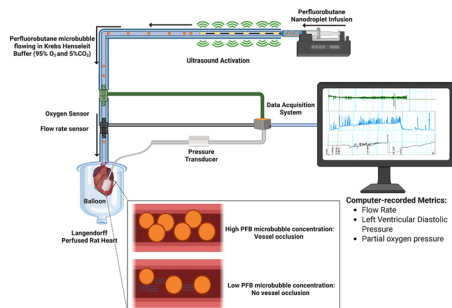 Perfluorobutane
Nanodroplet Infusion
Perfluorobutane microbubble
flowing in Krebs Henseleit
Buffer (95% O₂ and 5%CO₂)
Ultrasound Activation
Oxygen Sensor
Flow rate sensor
Data Acquisition
System
Pressure
Transducer
Balloon
Langendorff
Perfused Rat Heart
High PFB microbubble concentration:
Vessel occlusion
Low PFB microbubble concentration:
No vessel occlusion
Computer-recorded Metrics:
• Flow Rate
• Left Ventricular Diastolic
Pressure
• Partial oxygen pressure